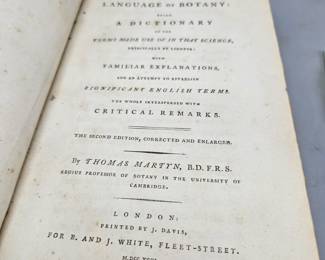 LANGUAGE OF BOTANY:
BEING
A DICTIONARY
OF THE
TERMS MADE USE OF IN THAT SCIENCE,
PRINCIPALLY BY LINNEUS:
WITH
FAMILIAR EXPLANATIONS,
AND AN ATTEMPT TO ESTABLISH
SIGNIFICANT ENGLISH TERMS.
THE WHOLE INTERSPERSED WITH
CRITICAL REMARKS.
THE SECOND EDITION, CORRECTED AND ENLARGED.
By THOMAS MARTYN, B.D. F.R.S.
REGIUS PROFESSOR OF BOTANY IN THE UNIVERSITY OF
CAMBRIDGE.
LONDON:
PRINTED BY J. DAVIS,
FOR B. AND J. WHITE, FLEET-STREET.